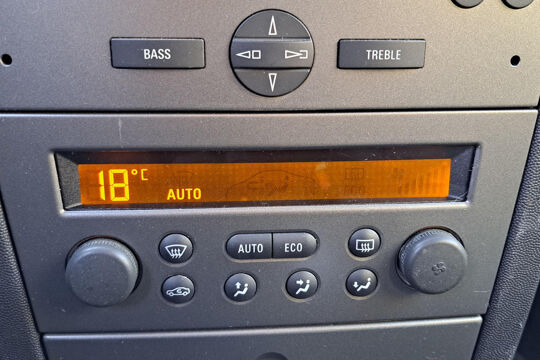 BASS TREBLE
18°C
AUTO
AUTO ECO